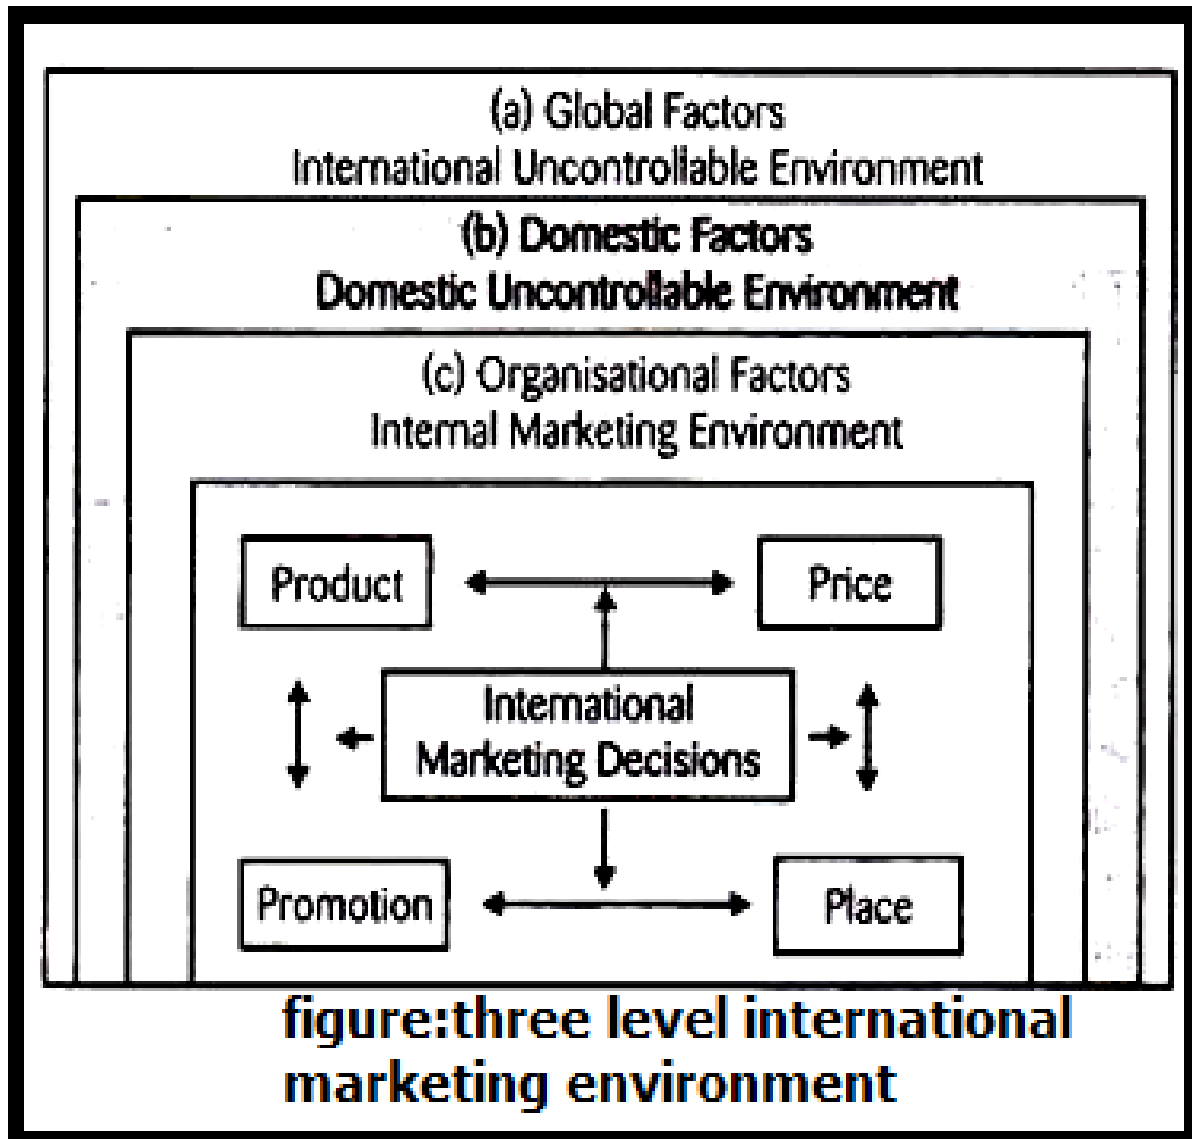 (a) Global Factors
International Uncontrollable Environment
(b) Domestic Factors
Domestic Uncontrollable Environment
(c) Organisational Factors
Internal Marketing Environment
Product
Price
International
Marketing Decisions
Promotion
Place
figure:three level international
marketing environment